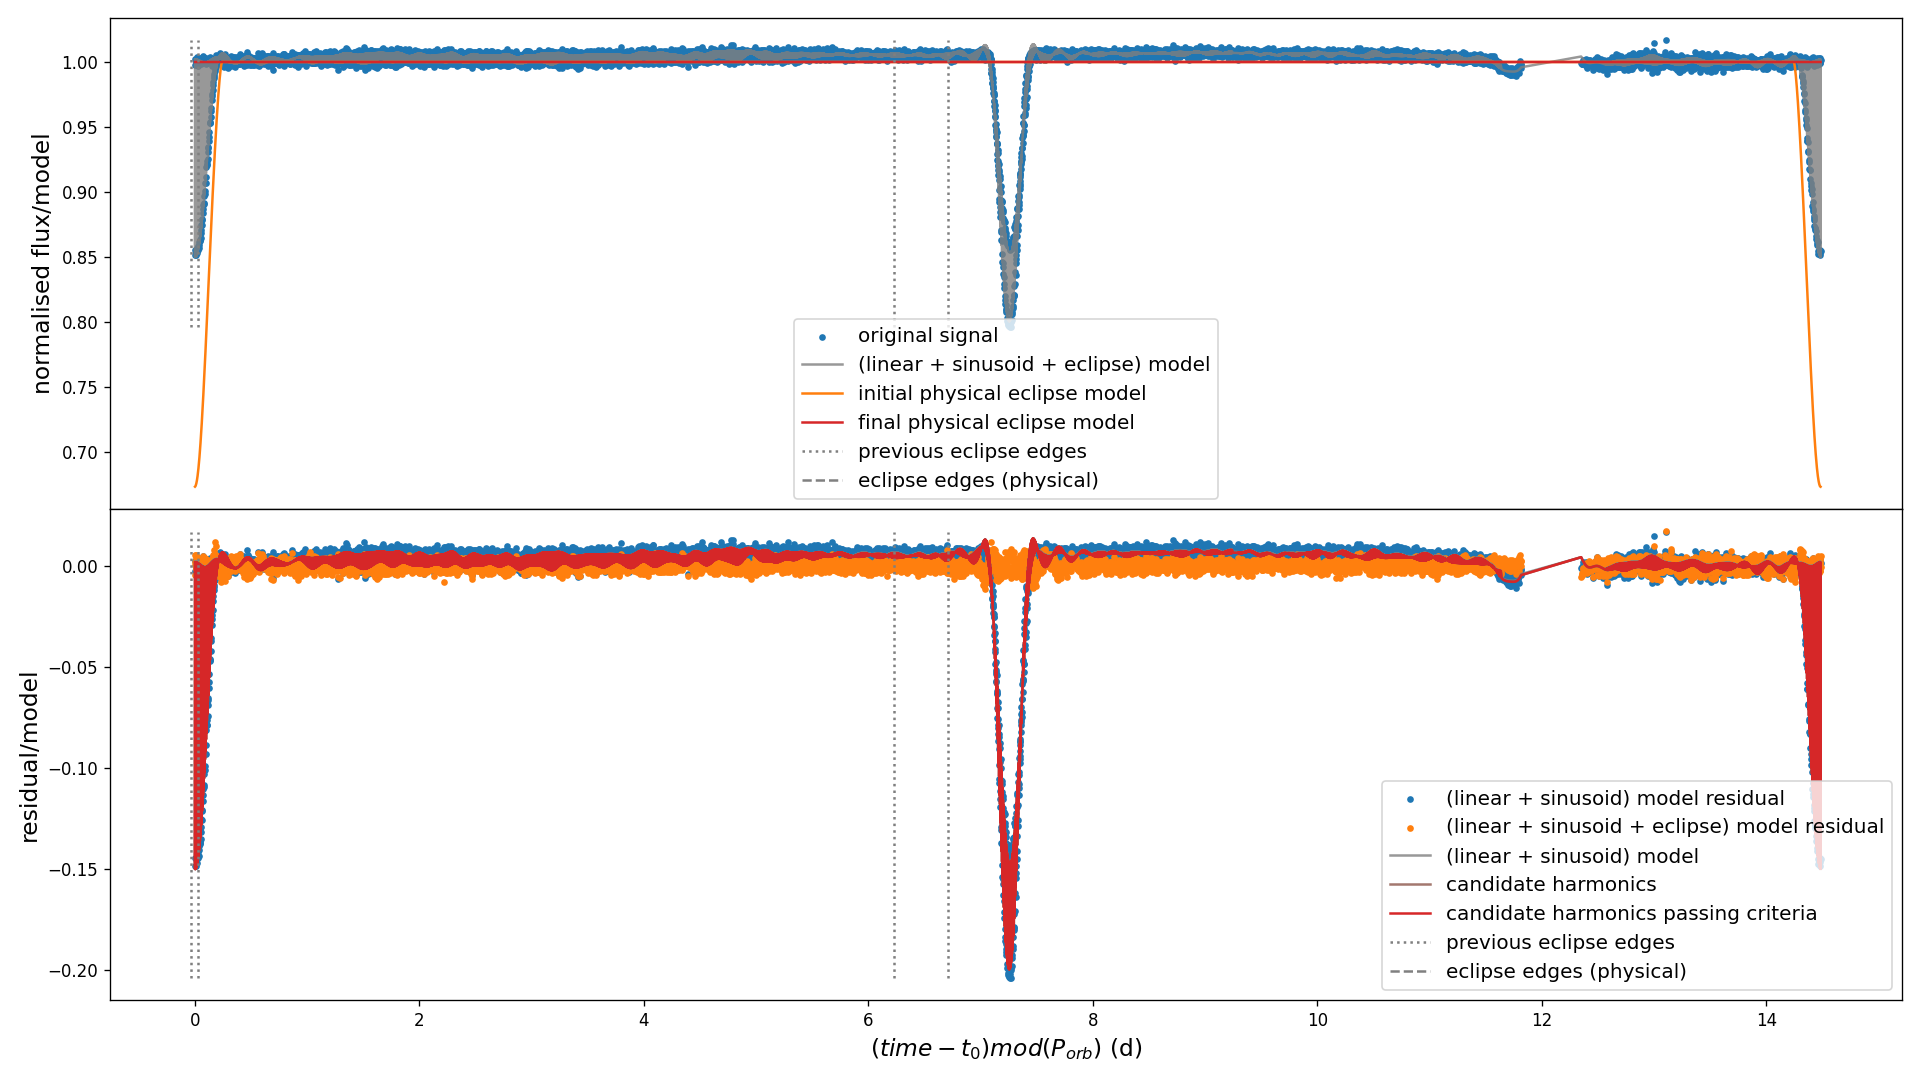 normalised flux/model
1.00
0.95
0.90
0.85
0.80
0.75
0.70
original signal
(linear + sinusoid + eclipse) model
initial physical eclipse model
final physical eclipse model
previous eclipse edges
eclipse edges (physical)
residual/model
0.00
−0.05
−0.10
−0.15
−0.20
(linear + sinusoid) model residual
(linear + sinusoid + eclipse) model residual
(linear + sinusoid) model
candidate harmonics
candidate harmonics passing criteria
previous eclipse edges
eclipse edges (physical)
0 2 4 6 8 10 12 14
(time − t₀)mod(Pₒᵣᵦ) (d)